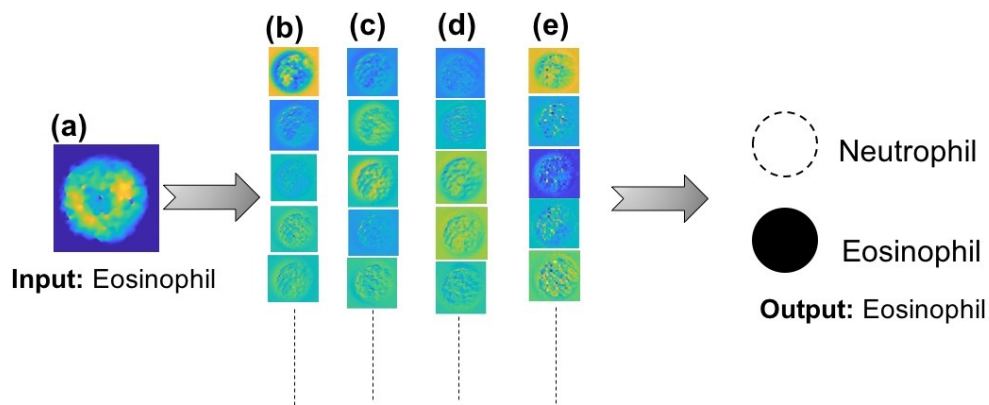 (a)
Input: Eosinophil
(b)
(c)
(d)
(e)
Neutrophil
Eosinophil
Output: Eosinophil